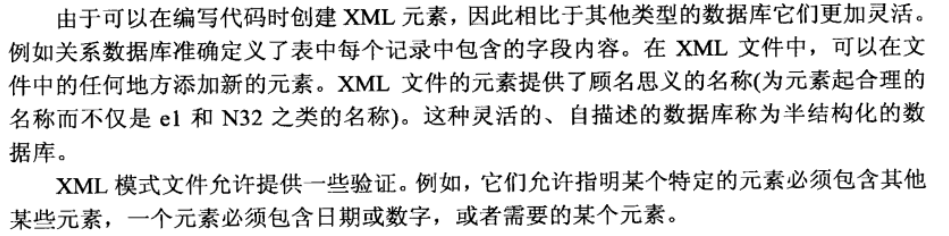 由于可以在编写代码时创建 XML 元素，因此相比于其他类型的数据库它们更加灵活。
例如关系数据库准确定义了表中每个记录中包含的字段内容。在 XML 文件中，可以在文
件中的任何地方添加新的元素。XML 文件的元素提供了顾名思义的名称(为元素起合理的
名称而不仅是 e1 和 N32 之类的名称)。这种灵活的、自描述的数据库称为半结构化的数
据库。
XML 模式文件允许提供一些验证。例如，它们允许指明某个特定的元素必须包含其他
某些元素，一个元素必须包含日期或数字，或者需要的某个元素。